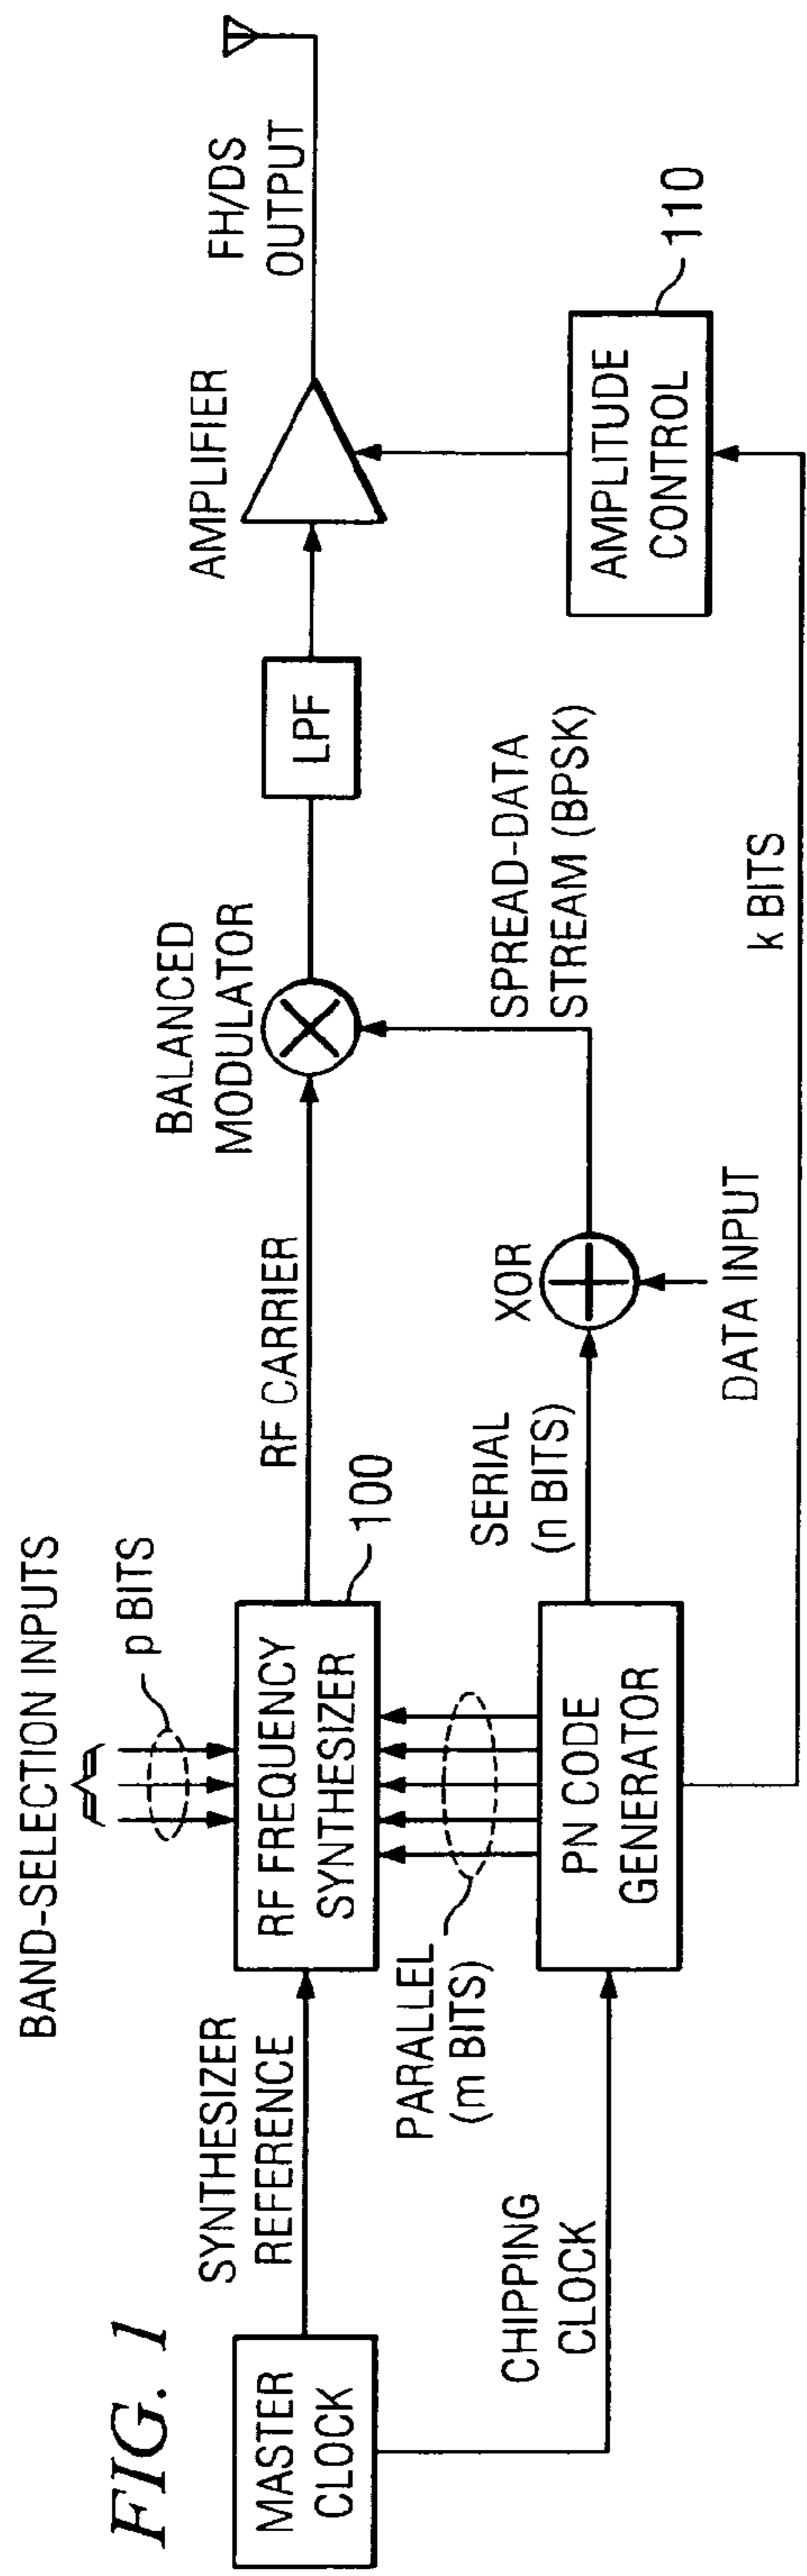 FIG. 1
MASTER
CLOCK
SYNTHESIZER
REFERENCE
CHIPPING
CLOCK
BAND-SELECTION INPUTS
p BITS
RF FREQUENCY
SYNTHESIZER
100
PARALLEL
(m BITS)
PN CODE
GENERATOR
RF CARRIER
SERIAL
(n BITS)
XOR
DATA INPUT
BALANCED
MODULATOR
SPREAD-DATA
STREAM (BPSK)
k BITS
LPF
AMPLIFIER
AMPLITUDE
CONTROL
110
FH/DS
OUTPUT